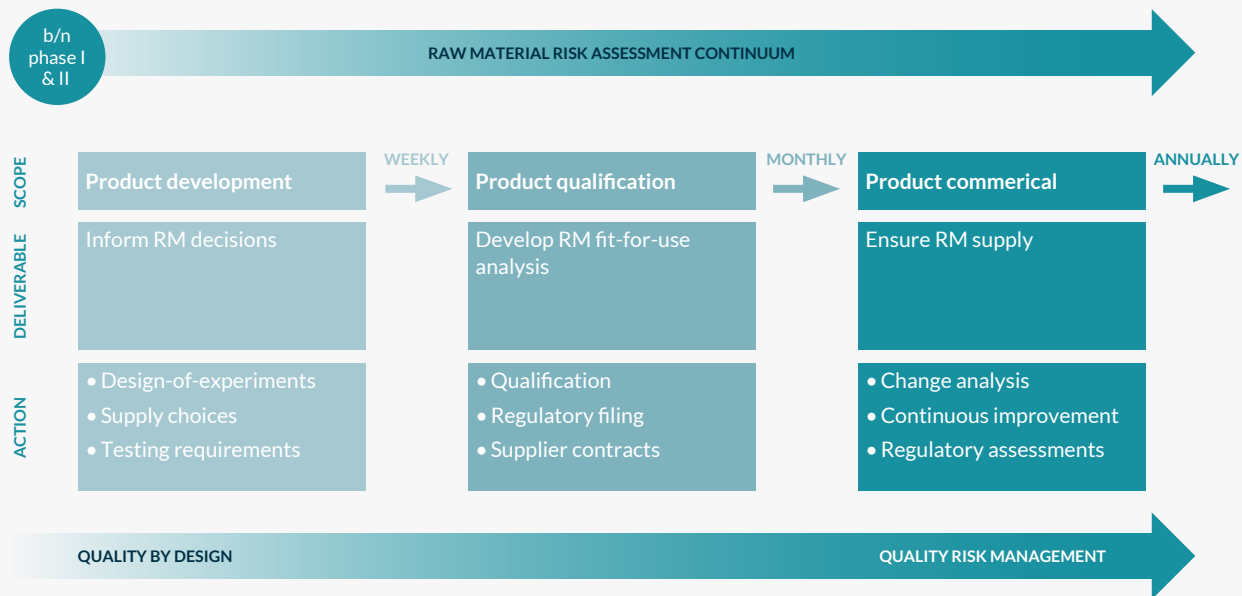 b/n
phase I
& II
RAW MATERIAL RISK ASSESSMENT CONTINUUM
SCOPE
Product development
WEEKLY
Product qualification
MONTHLY
Product commerical
ANNUALLY
DELIVERABLE
Inform RM decisions
Develop RM fit-for-use
analysis
Ensure RM supply
ACTION
• Design-of-experiments
• Supply choices
• Testing requirements
• Qualification
• Regulatory filing
• Supplier contracts
• Change analysis
• Continuous improvement
• Regulatory assessments
QUALITY BY DESIGN
QUALITY RISK MANAGEMENT